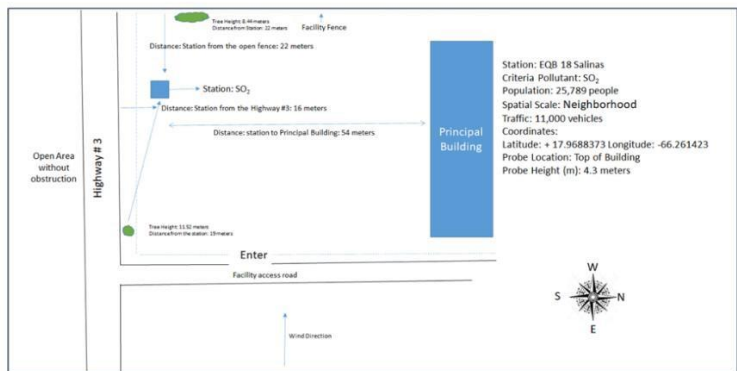 Tree Height: 8.44 meters
Distance from Station: 22 meters
Facility Fence
Distance: Station from the open fence: 22 meters
Station: SO₂
Distance: Station from the Highway #3: 16 meters
Distance: station to Principal Building: 54 meters
Principal
Building
Open Area
without
obstruction
Highway # 3
Tree Height: 11.52 meters
Distance from the station: 19 meters
Enter
Facility access road
Wind Direction
Station: EQB 18 Salinas
Criteria Pollutant: SO₂
Population: 25,789 people
Spatial Scale: Neighborhood
Traffic: 11,000 vehicles
Coordinates:
Latitude: + 17.9688373 Longitude: -66.261423
Probe Location: Top of Building
Probe Height (m): 4.3 meters
W
S
N
E